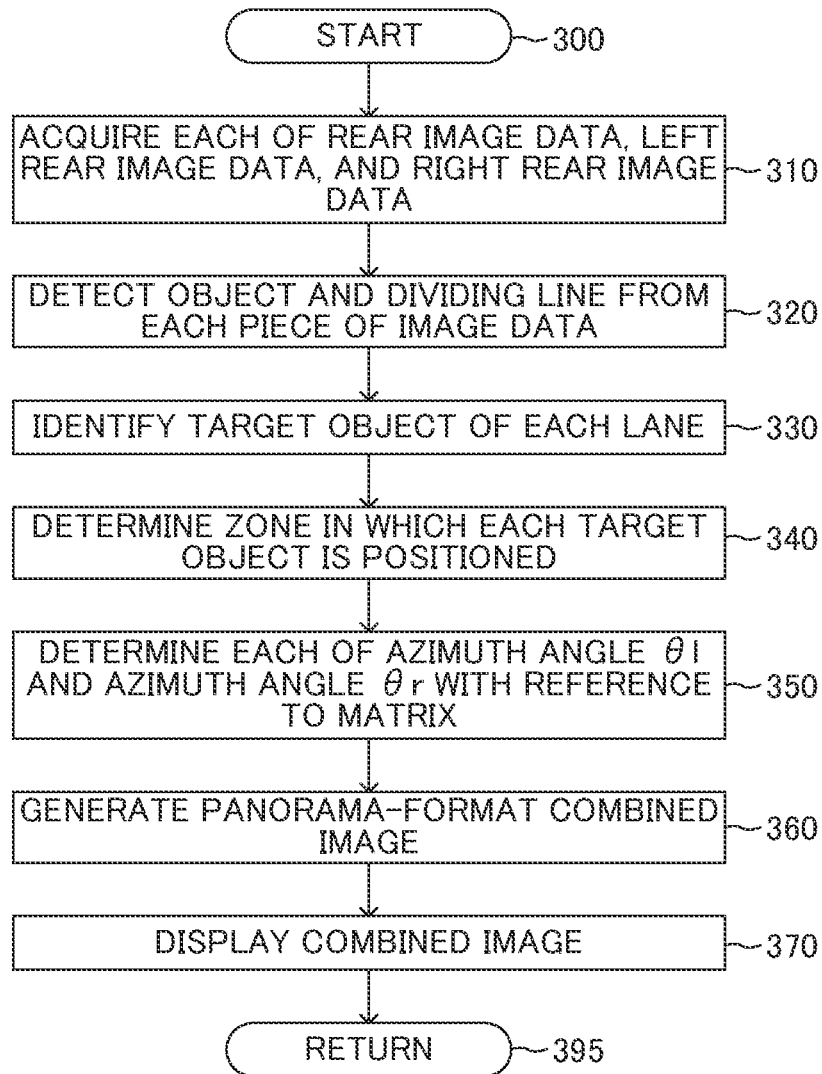 START
300
ACQUIRE EACH OF REAR IMAGE DATA, LEFT
REAR IMAGE DATA, AND RIGHT REAR IMAGE
DATA
310
DETECT OBJECT AND DIVIDING LINE FROM
EACH PIECE OF IMAGE DATA
320
IDENTIFY TARGET OBJECT OF EACH LANE
330
DETERMINE ZONE IN WHICH EACH TARGET
OBJECT IS POSITIONED
340
DETERMINE EACH OF AZIMUTH ANGLE θl
AND AZIMUTH ANGLE θr WITH REFERENCE
TO MATRIX
350
GENERATE PANORAMA-FORMAT COMBINED
IMAGE
360
DISPLAY COMBINED IMAGE
370
RETURN
395